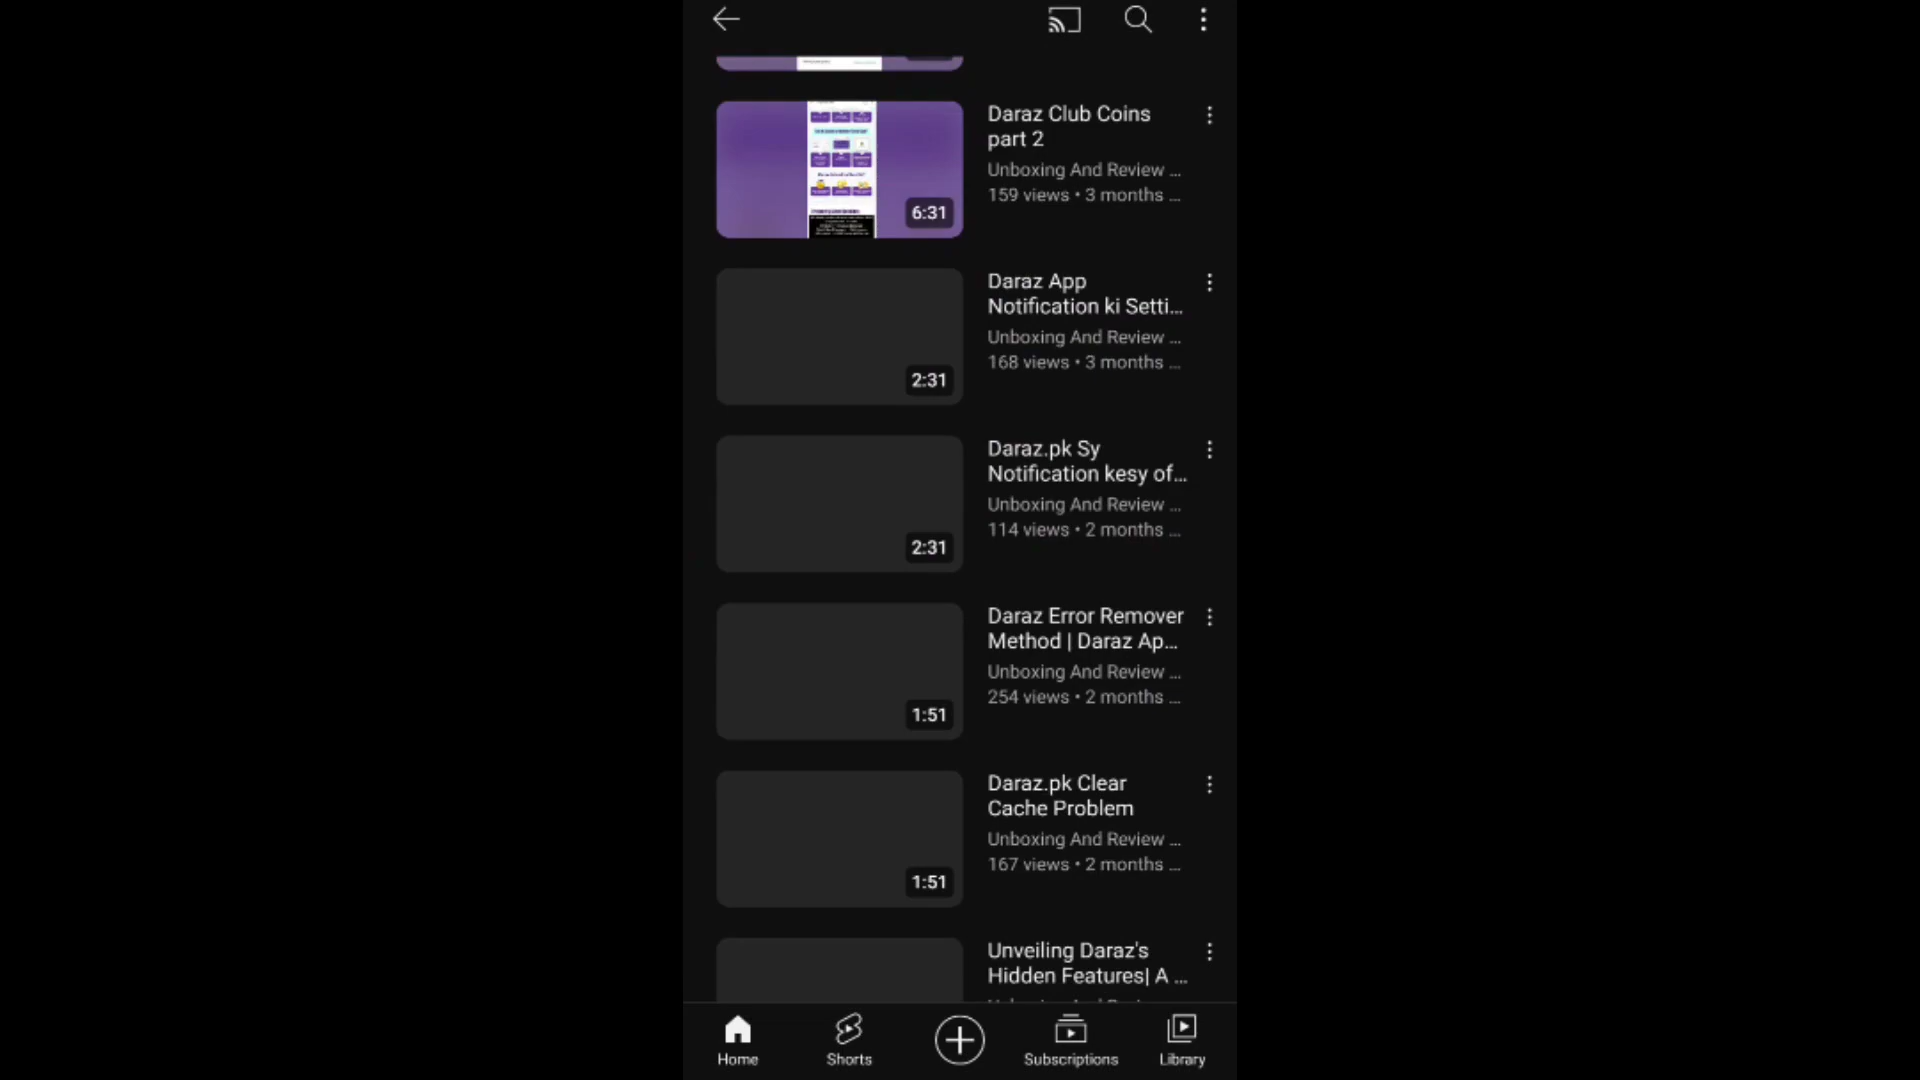 Daraz Club Coins
part 2
Unboxing And Review ...
159 views • 3 months ...
6:31
Daraz App
Notification ki Setti...
Unboxing And Review ...
168 views • 3 months ...
2:31
Daraz.pk Sy
Notification kesy of...
Unboxing And Review ...
114 views • 2 months ...
2:31
Daraz Error Remover
Method | Daraz Ap...
Unboxing And Review ...
254 views • 2 months ...
1:51
Daraz.pk Clear
Cache Problem
Unboxing And Review ...
167 views • 2 months ...
1:51
Unveiling Daraz's
Hidden Features| A ...
Home
Shorts
Subscriptions
Library